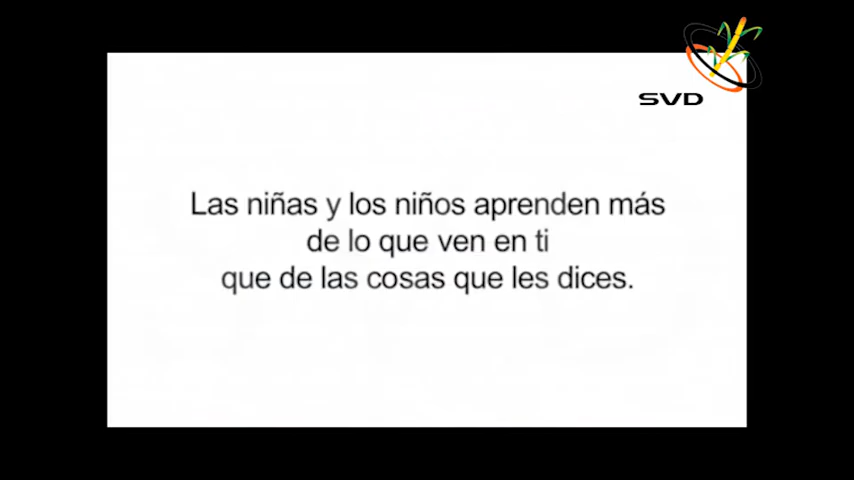 SVD
Las niñas y los niños aprenden más
de lo que ven en ti
que de las cosas que les dices.